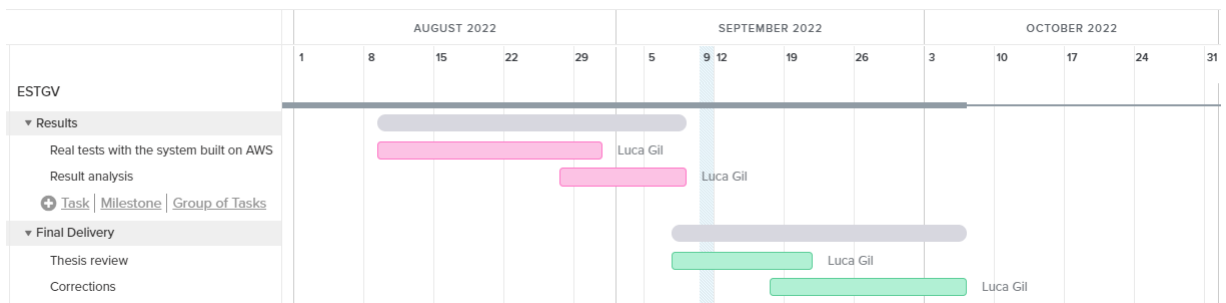 AUGUST 2022 SEPTEMBER 2022 OCTOBER 2022
1 8 15 22 29 5 9 12 19 26 3 10 17 24 31
ESTGV
Results
Real tests with the system built on AWS Luca Gil
Result analysis Luca Gil
Task Milestone Group of Tasks
Final Delivery
Thesis review Luca Gil
Corrections Luca Gil